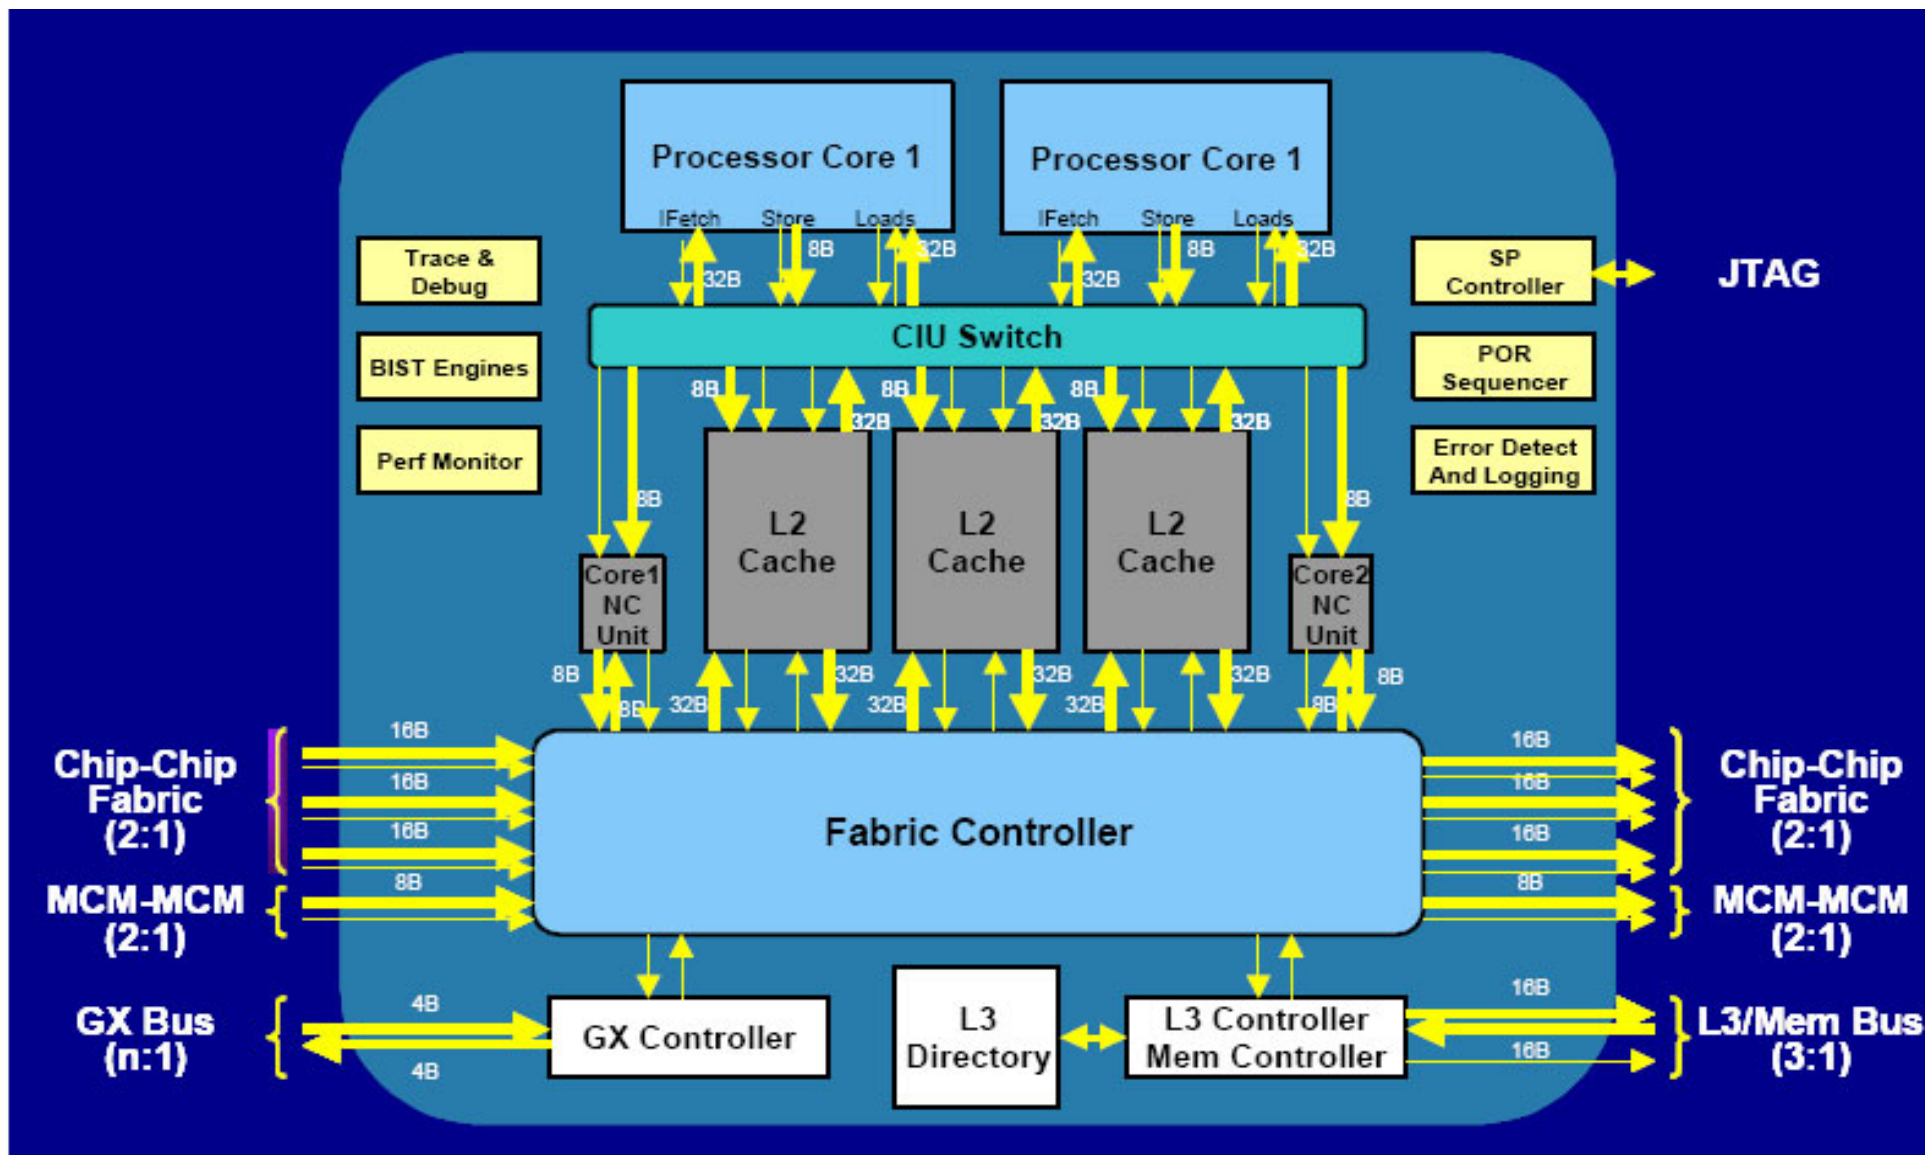 Processor Core 1
IFetch Store Loads
Processor Core 1
IFetch Store Loads
32B
8B
32B
32B
8B
32B
Trace &
Debug
BIST Engines
Perf Monitor
SP
Controller
JTAG
POR
Sequencer
Error Detect
And Logging
CIU Switch
8B
32B
8B
32B
8B
32B
8B
8B
L2
Cache
L2
Cache
L2
Cache
Core1
NC
Unit
Core2
NC
Unit
8B
8B
32B
32B
32B
32B
32B
32B
8B
8B
Chip-Chip
Fabric
(2:1)
16B
16B
16B
MCM-MCM
(2:1)
8B
Fabric Controller
16B
16B
16B
Chip-Chip
Fabric
(2:1)
8B
MCM-MCM
(2:1)
GX Bus
(n:1)
4B
4B
GX Controller
L3
Directory
L3 Controller
Mem Controller
16B
16B
L3/Mem Bus
(3:1)